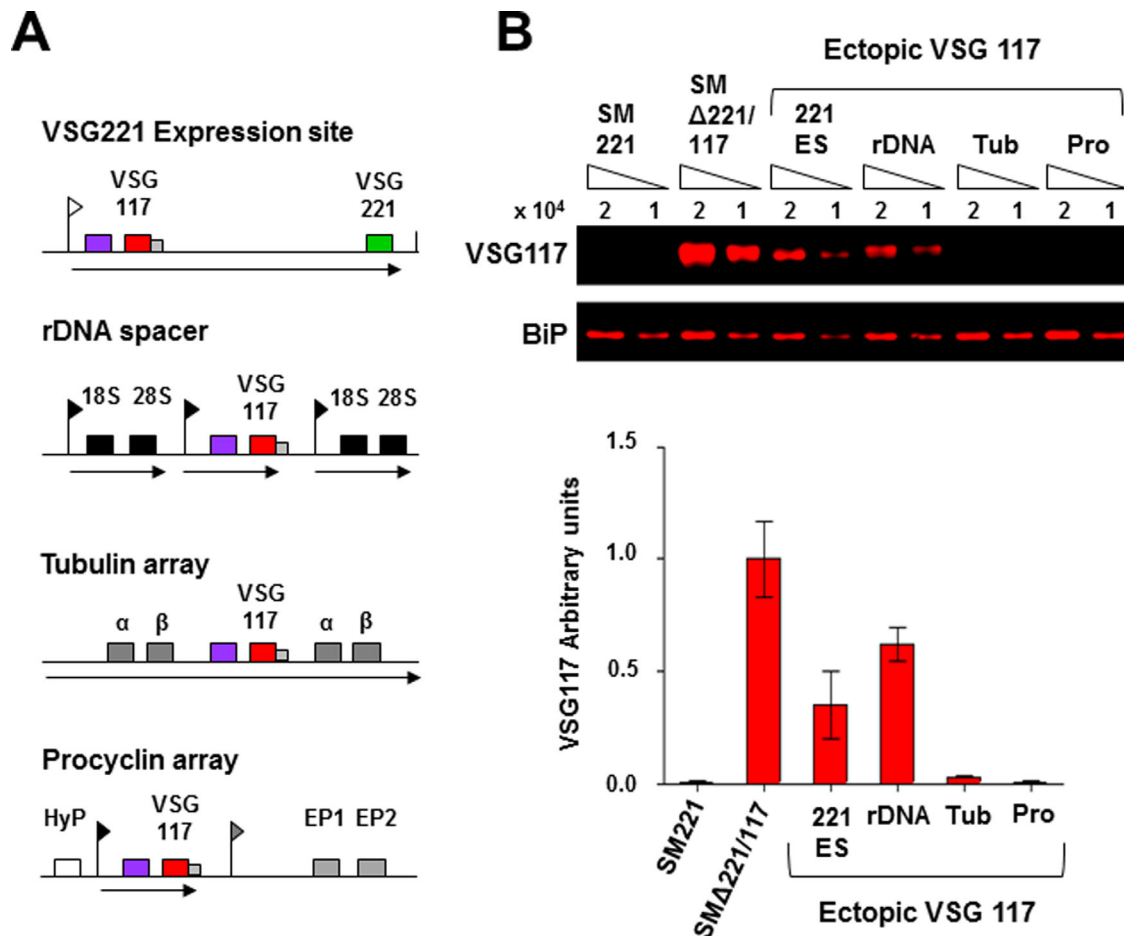 A
VSG221 Expression site
VSG
117
VSG
221
rDNA spacer
18S 28S
VSG
117
18S 28S
Tubulin array
α β
VSG
117
α β
Procyclin array
HyP
VSG
117
EP1 EP2
B
Ectopic VSG 117
SM
221
SM
Δ221/
117
221
ES
rDNA
Tub
Pro
x 10⁴ 2 1 2 1 2 1 2 1 2 1 2 1
VSG117
BiP
VSG117 Arbitrary units
1.5
1.0
0.5
0.0
SM221
SMΔ221/117
221
ES
rDNA
Tub
Pro
Ectopic VSG 117